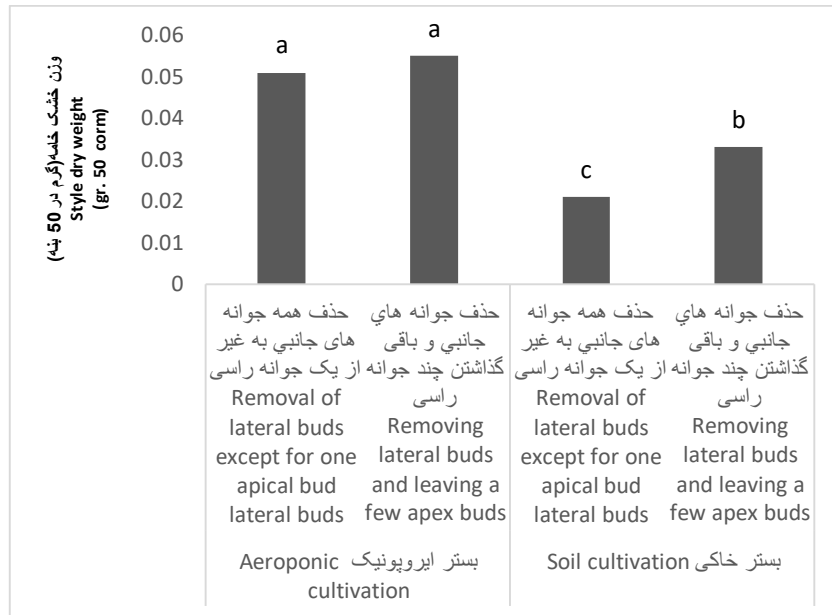 وزن خشک خامه(گرم در 50 بنه)
Style dry weight
(gr. 50 corm)
0.06
0.05
0.04
0.03
0.02
0.01
0
a
a
c
b
حذف همه جوانه
های جانبي به غير
از یک جوانه راسی
Removal of
lateral buds
except for one
apical bud
lateral buds
حذف جوانه هاي
جانبي و باقی
گذاشتن چند جوانه
راسی
Removing
lateral buds
and leaving a
few apex buds
حذف همه جوانه
های جانبي به غير
از یک جوانه راسی
Removal of
lateral buds
except for one
apical bud
lateral buds
حذف جوانه هاي
جانبي و باقی
گذاشتن چند جوانه
راسی
Removing
lateral buds
and leaving a
few apex buds
بستر ایروپونیک Aeroponic
cultivation
بستر خاکی Soil cultivation